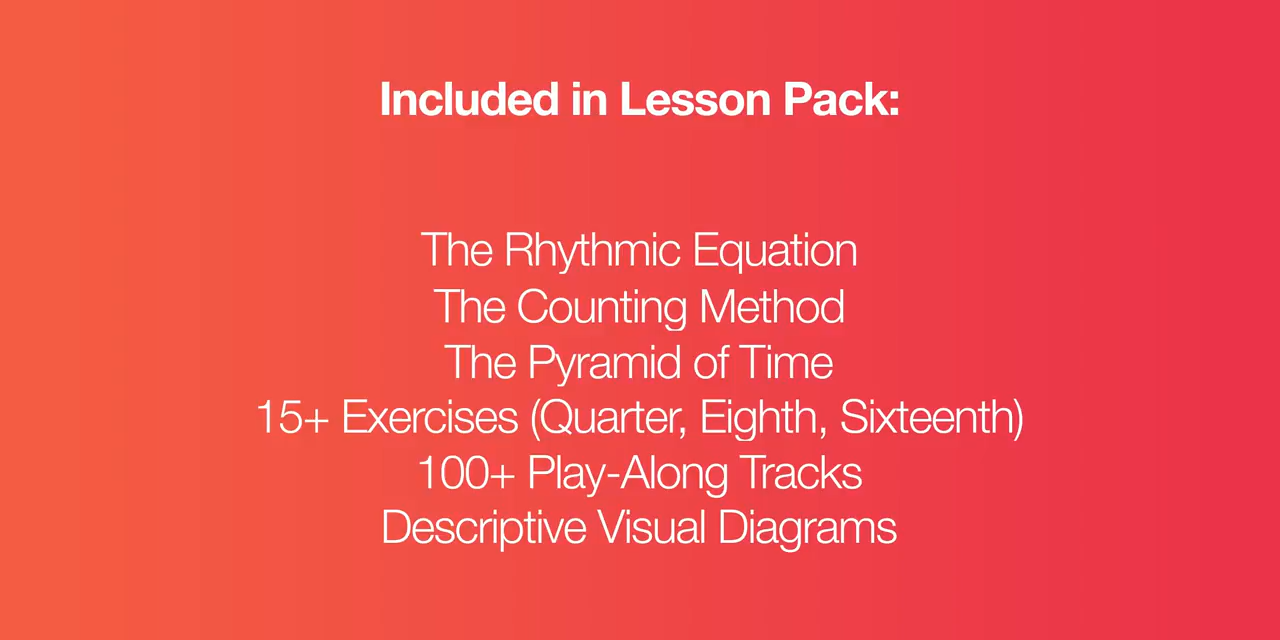 Included in Lesson Pack:
The Rhythmic Equation
The Counting Method
The Pyramid of Time
15+ Exercises (Quarter, Eighth, Sixteenth)
100+ Play-Along Tracks
Descriptive Visual Diagrams